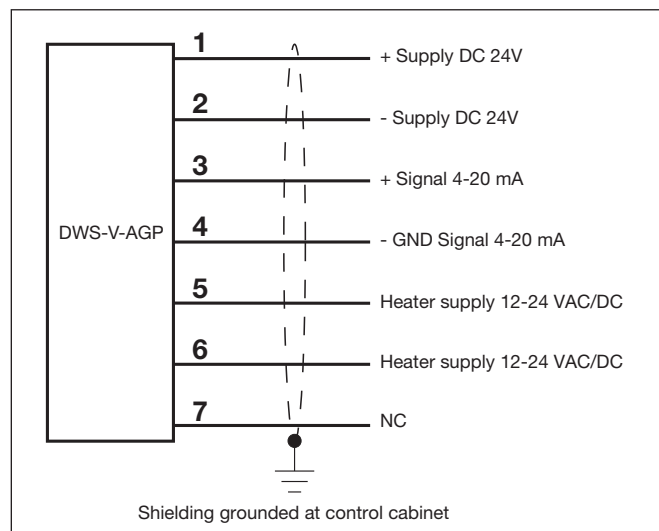 DWS-V-AGP
1
+ Supply DC 24V
2
- Supply DC 24V
3
+ Signal 4-20 mA
4
- GND Signal 4-20 mA
5
Heater supply 12-24 VAC/DC
6
Heater supply 12-24 VAC/DC
7
NC
Shielding grounded at control cabinet